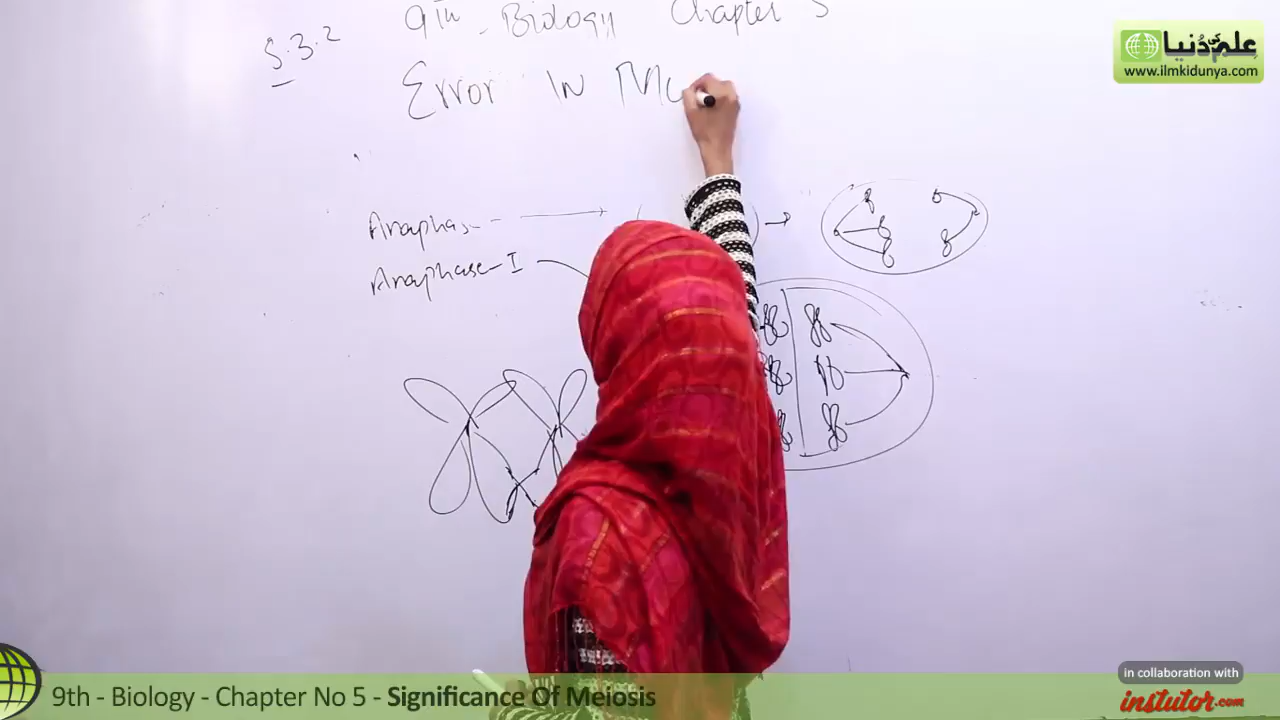 9th - Biology Chapter 5
5.3.2
Error In M
Anaphase
Anaphase-I
علم کی دنیا
www.ilmkidunya.com
9th - Biology - Chapter No 5 - Significance Of Meiosis
in collaboration with
instutor.com